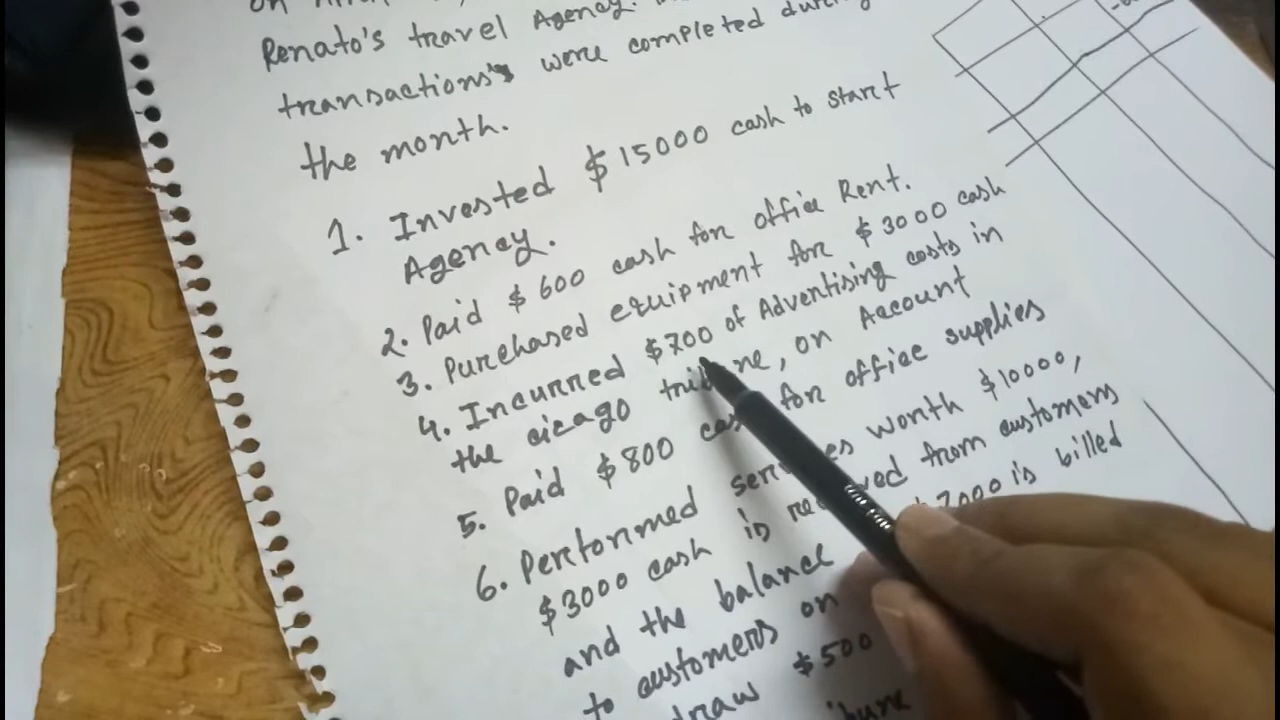 on
Renato's travel Agency.
transactions were completed during
the month.
1. Invested $15000 cash to start
Agency.
2. Paid $600 cash for office Rent.
3. Purchased equipment for $3000 cash
4. Incurred $700 of Advertising costs in
the cicago tribune, on Account
5. Paid $800 cash for office supplies
6. Performed services worth $10000,
$3000 cash is received from customers
and the balance $7000 is billed
to customers on
draw $500